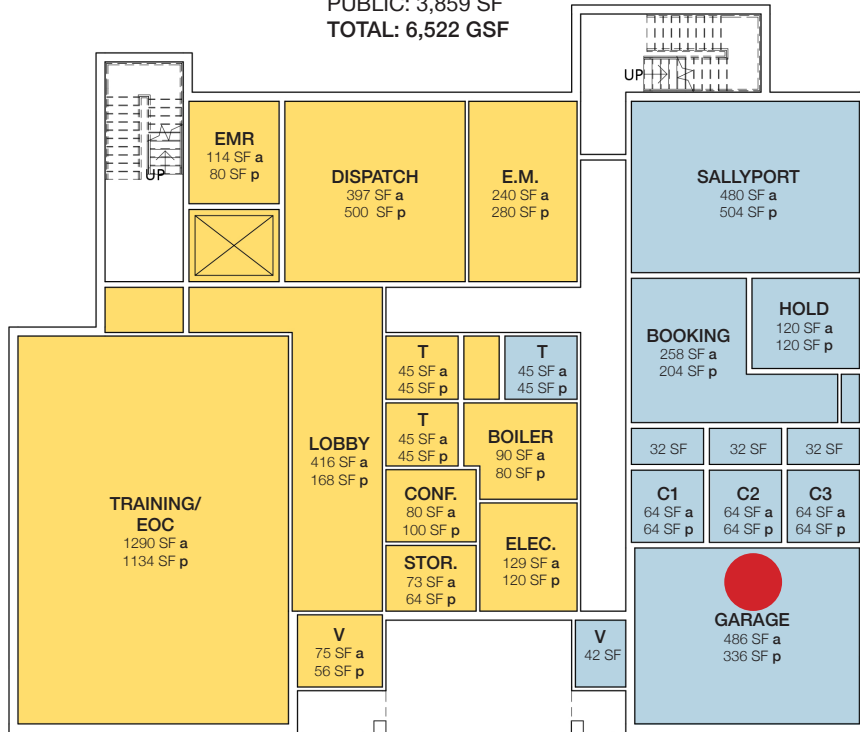 PUBLIC: 3,859 SF
TOTAL: 6,522 GSF
UP
UP
EMR
114 SF a
80 SF p
DISPATCH
397 SF a
500 SF p
E.M.
240 SF a
280 SF p
SALLYPORT
480 SF a
504 SF p
BOOKING
258 SF a
204 SF p
HOLD
120 SF a
120 SF p
T
45 SF a
45 SF p
T
45 SF a
45 SF p
T
45 SF a
45 SF p
BOILER
90 SF a
80 SF p
LOBBY
416 SF a
168 SF p
32 SF
32 SF
32 SF
CONF.
80 SF a
100 SF p
C1
64 SF a
64 SF p
C2
64 SF a
64 SF p
C3
64 SF a
64 SF p
TRAINING/
EOC
1290 SF a
1134 SF p
ELEC.
129 SF a
120 SF p
STOR.
73 SF a
64 SF p
GARAGE
486 SF a
336 SF p
V
75 SF a
56 SF p
V
42 SF